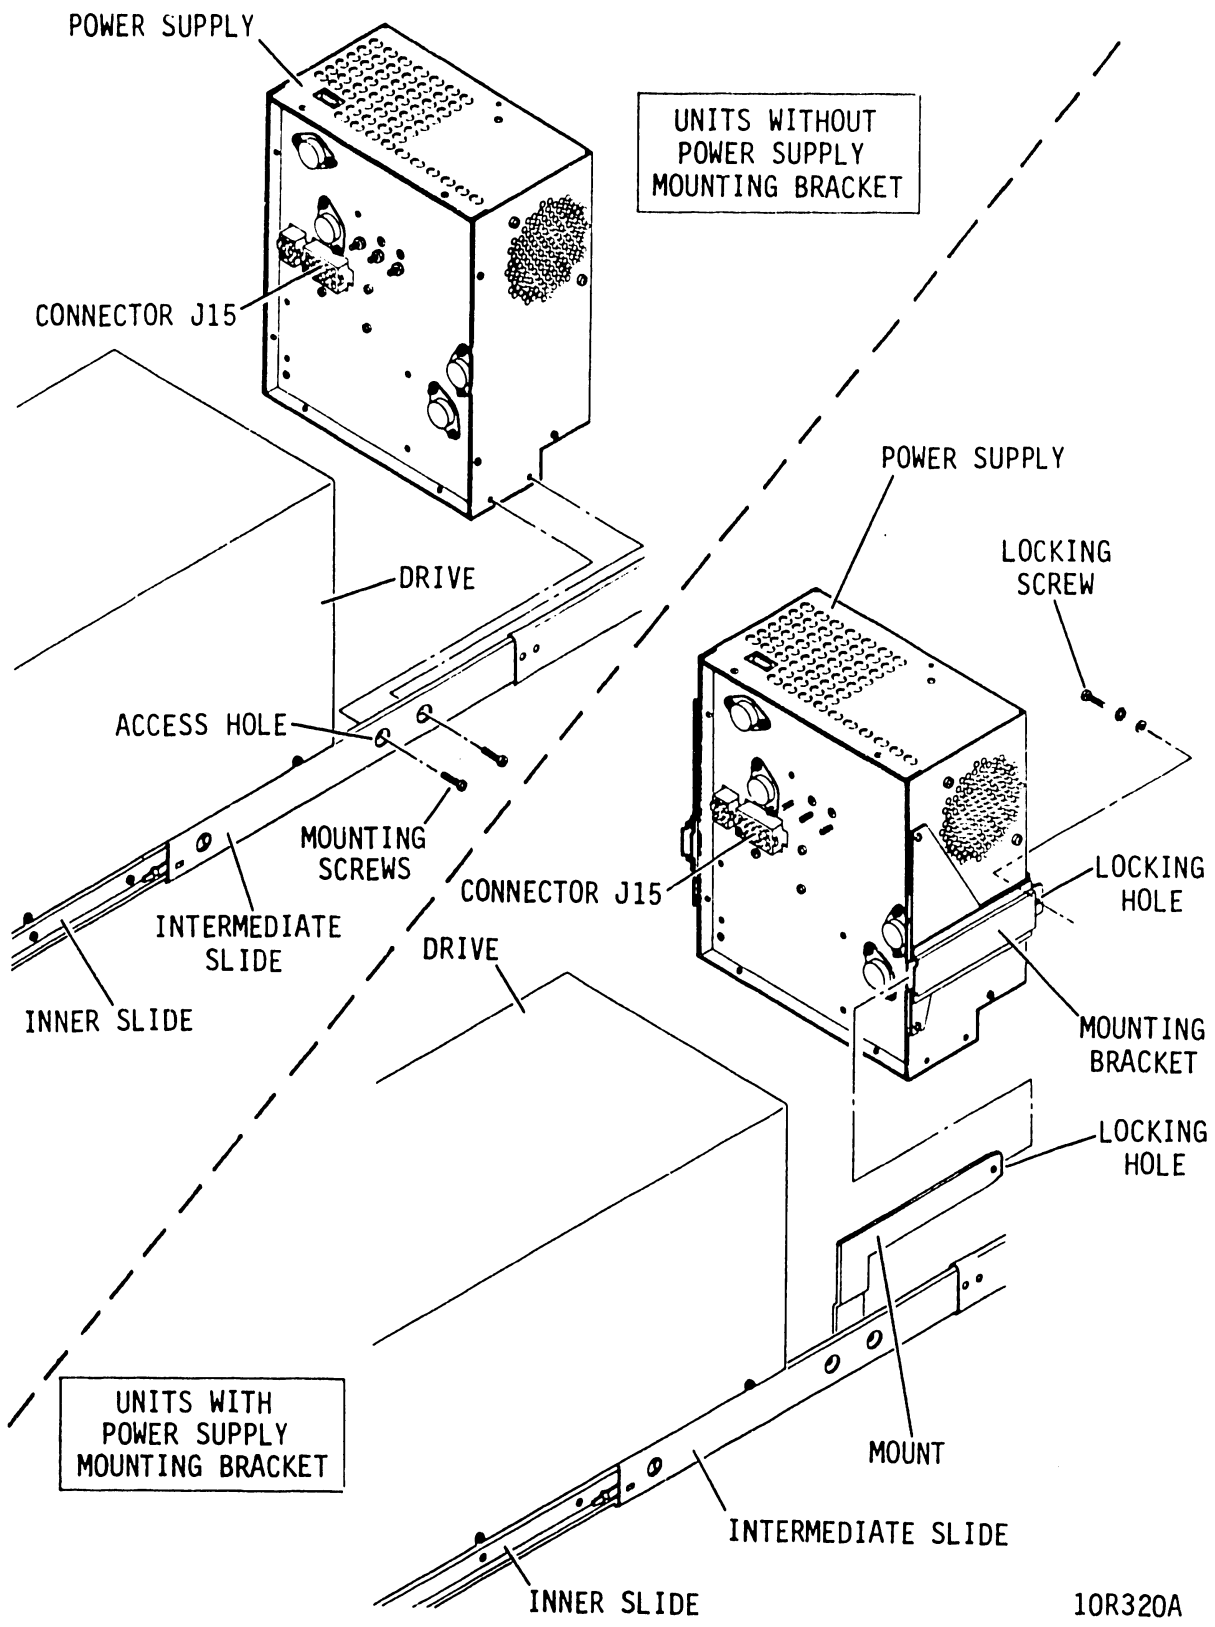 POWER SUPPLY
UNITS WITHOUT
POWER SUPPLY
MOUNTING BRACKET
CONNECTOR J15
DRIVE
ACCESS HOLE
MOUNTING
SCREWS
INTERMEDIATE
SLIDE
INNER SLIDE
POWER SUPPLY
LOCKING
SCREW
CONNECTOR J15
LOCKING
HOLE
DRIVE
MOUNTING
BRACKET
LOCKING
HOLE
UNITS WITH
POWER SUPPLY
MOUNTING BRACKET
MOUNT
INTERMEDIATE SLIDE
INNER SLIDE
10R320A